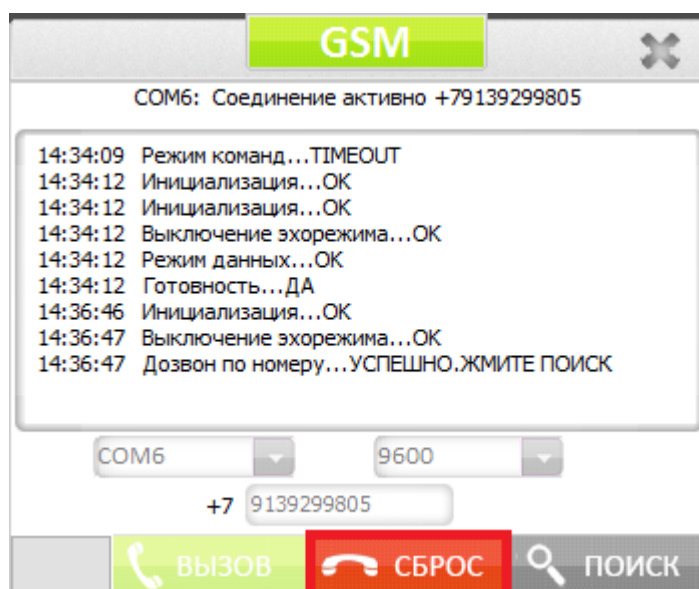 GSM
COM6: Соединение активно +79139299805
14:34:09 Режим команд...TIMEOUT
14:34:12 Инициализация...OK
14:34:12 Инициализация...OK
14:34:12 Выключение эхорежима...OK
14:34:12 Режим данных...OK
14:34:12 Готовность...ДА
14:36:46 Инициализация...OK
14:36:47 Выключение эхорежима...OK
14:36:47 Дозвон по номеру...УСПЕШНО.ЖМИТЕ ПОИСК
COM6 9600
+7 9139299805
ВЫЗОВ СБРОС ПОИСК